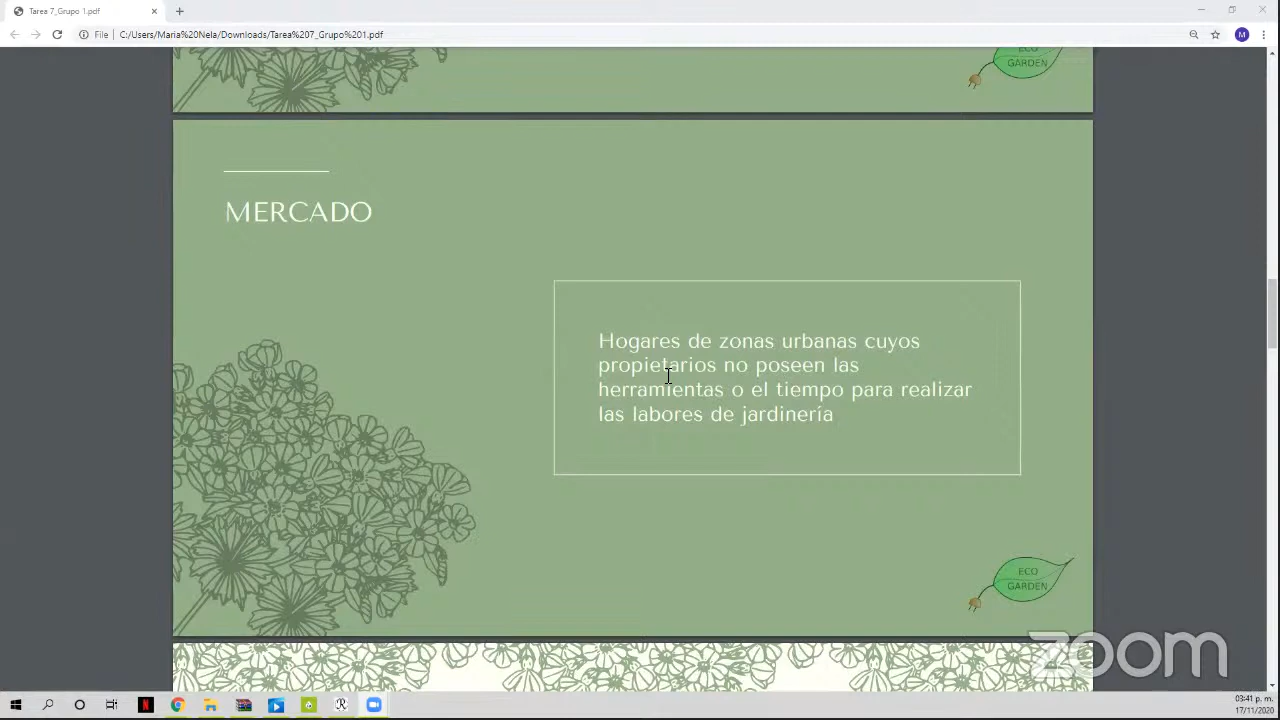 Tarea 7_Grupo 1.pdf
File
C:/Users/Maria%20Nela/Downloads/Tarea%207_Grupo%201.pdf
M
ECO
GARDEN
MERCADO
Hogares de zonas urbanas cuyos
propietarios no poseen las
herramientas o el tiempo para realizar
las labores de jardinería
ECO
GARDEN
zoom
03:41 p. m.
17/11/2020